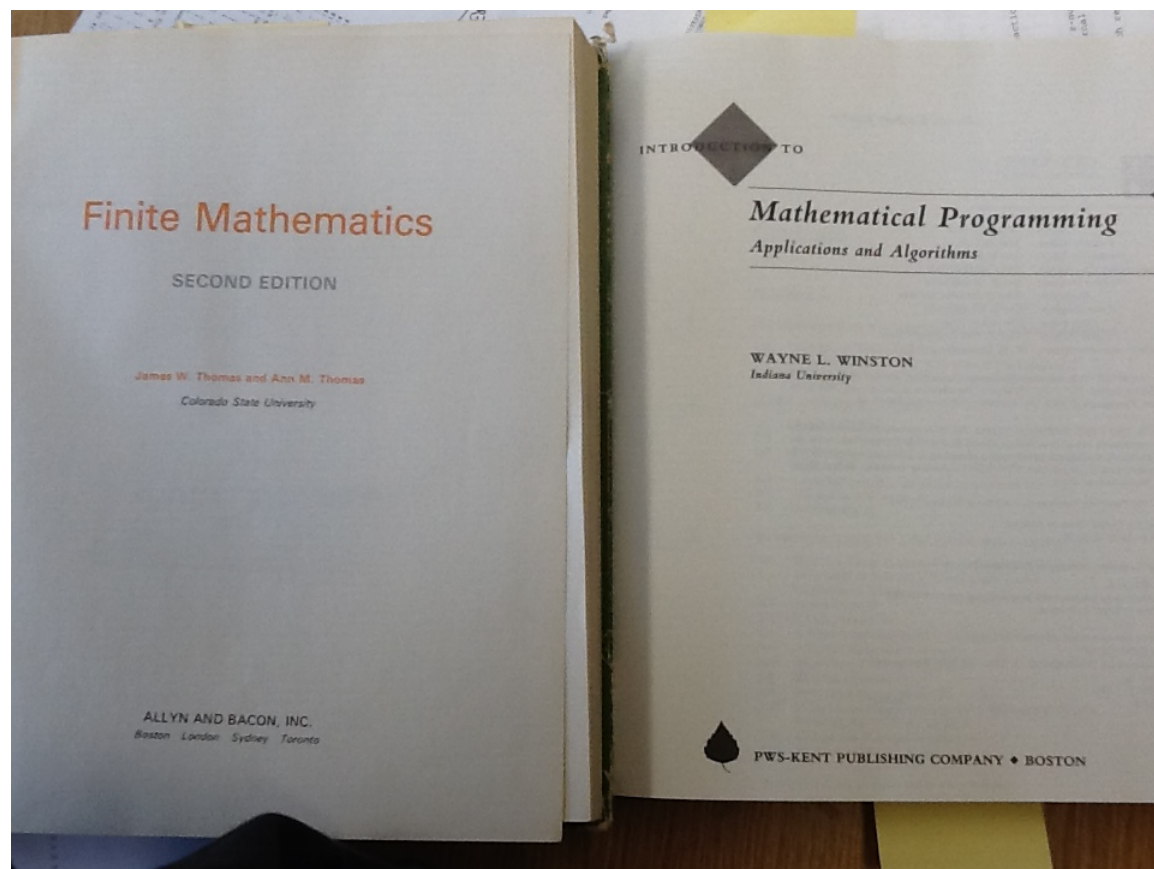 Finite Mathematics
SECOND EDITION
James W. Thomas and Ann M. Thomas
Colorado State University
ALLYN AND BACON, INC.
Boston London Sydney Toronto
INTRODUCTION TO
Mathematical Programming
Applications and Algorithms
WAYNE L. WINSTON
Indiana University
PWS-KENT PUBLISHING COMPANY ◆ BOSTON